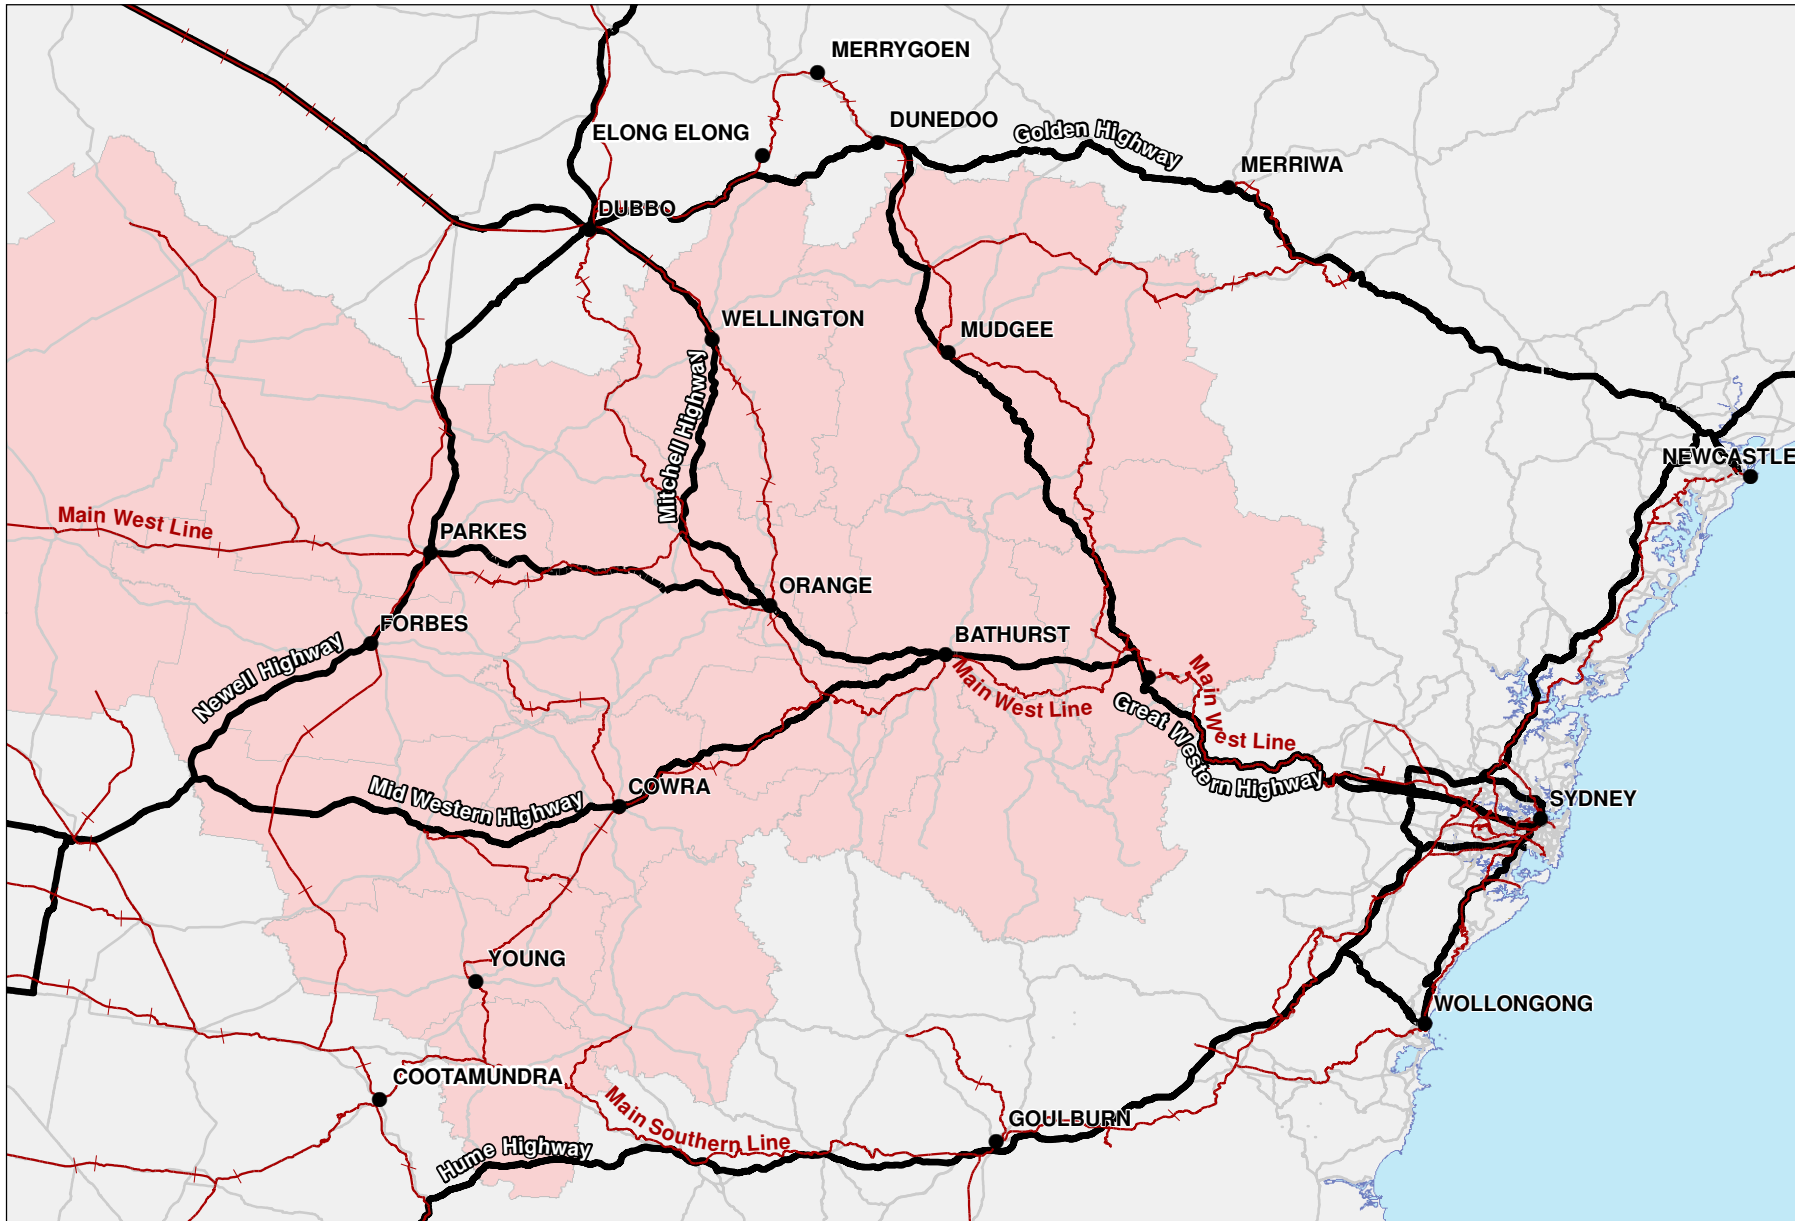 MERRYGOEN
DUNEDOO
ELONG ELONG
Golden Highway
MERRIWA
DUBBO
WELLINGTON
MUDGEE
Mitchell Highway
NEWCASTLE
Main West Line
PARKES
ORANGE
FORBES
BATHURST
Newell Highway
Main West Line
Main West Line
Great Western Highway
Mid Western Highway
COWRA
SYDNEY
YOUNG
WOLLONGONG
COOTAMUNDRA
Main Southern Line
GOULBURN
Hume Highway